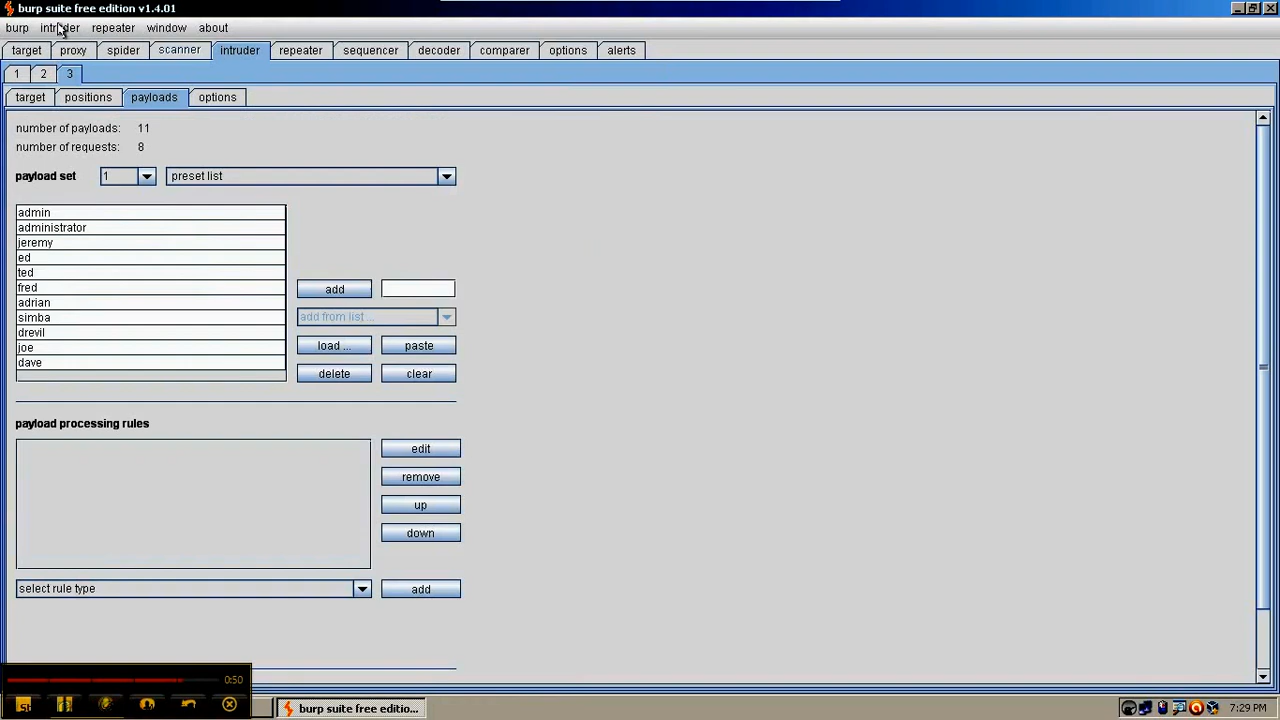 burp suite free edition v1.4.01
burp intruder repeater window about
target proxy spider scanner intruder repeater sequencer decoder comparer options alerts
1 2 3
target positions payloads options
number of payloads: 11
number of requests: 8
payload set 1 preset list
admin
administrator
jeremy
ed
ted
fred
adrian
simba
drevil
joe
dave
add
add from list ...
load ... paste
delete clear
payload processing rules
edit
remove
up
down
select rule type add
0:50
burp suite free editio...
7:29 PM